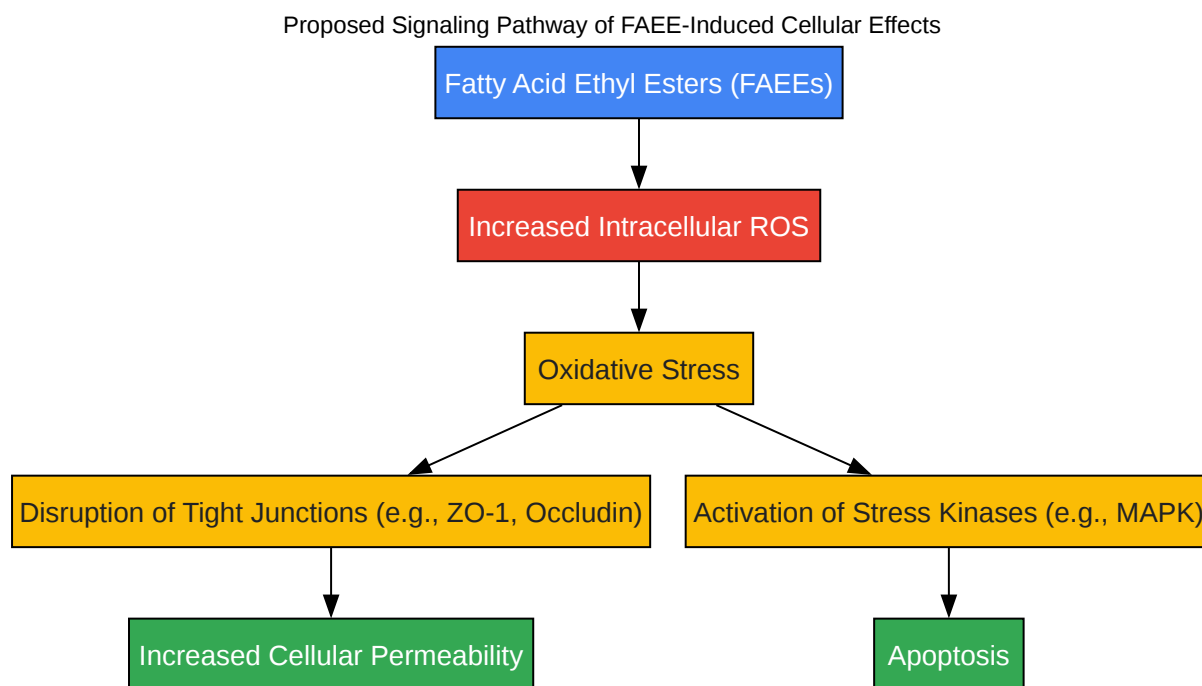 Proposed Signaling Pathway of FAEE-Induced Cellular Effects
Fatty Acid Ethyl Esters (FAEEs)
Increased Intracellular ROS
Oxidative Stress
Disruption of Tight Junctions (e.g., ZO-1, Occludin)
Activation of Stress Kinases (e.g., MAPK)
Increased Cellular Permeability
Apoptosis